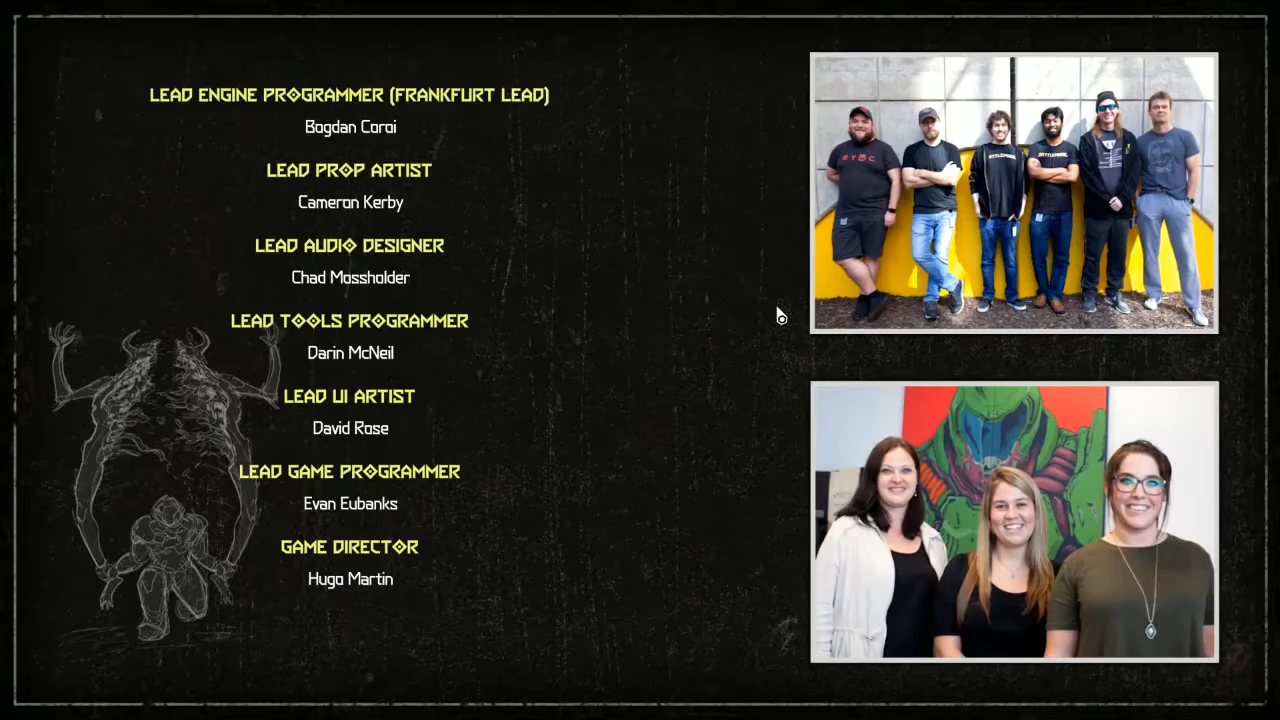 LEAD ENGINE PROGRAMMER (FRANKFURT LEAD)
Bogdan Coroi
LEAD PROP ARTIST
Cameron Kerby
LEAD AUDIO DESIGNER
Chad Mossholder
LEAD TOOLS PROGRAMMER
Darin McNeil
LEAD UI ARTIST
David Rose
LEAD GAME PROGRAMMER
Evan Eubanks
GAME DIRECTOR
Hugo Martin